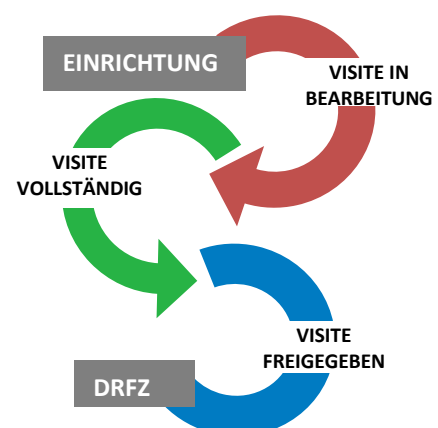 EINRICHTUNG
VISITE IN
BEARBEITUNG
VISITE
VOLLSTÄNDIG
VISITE
FREIGEGEBEN
DRFZ